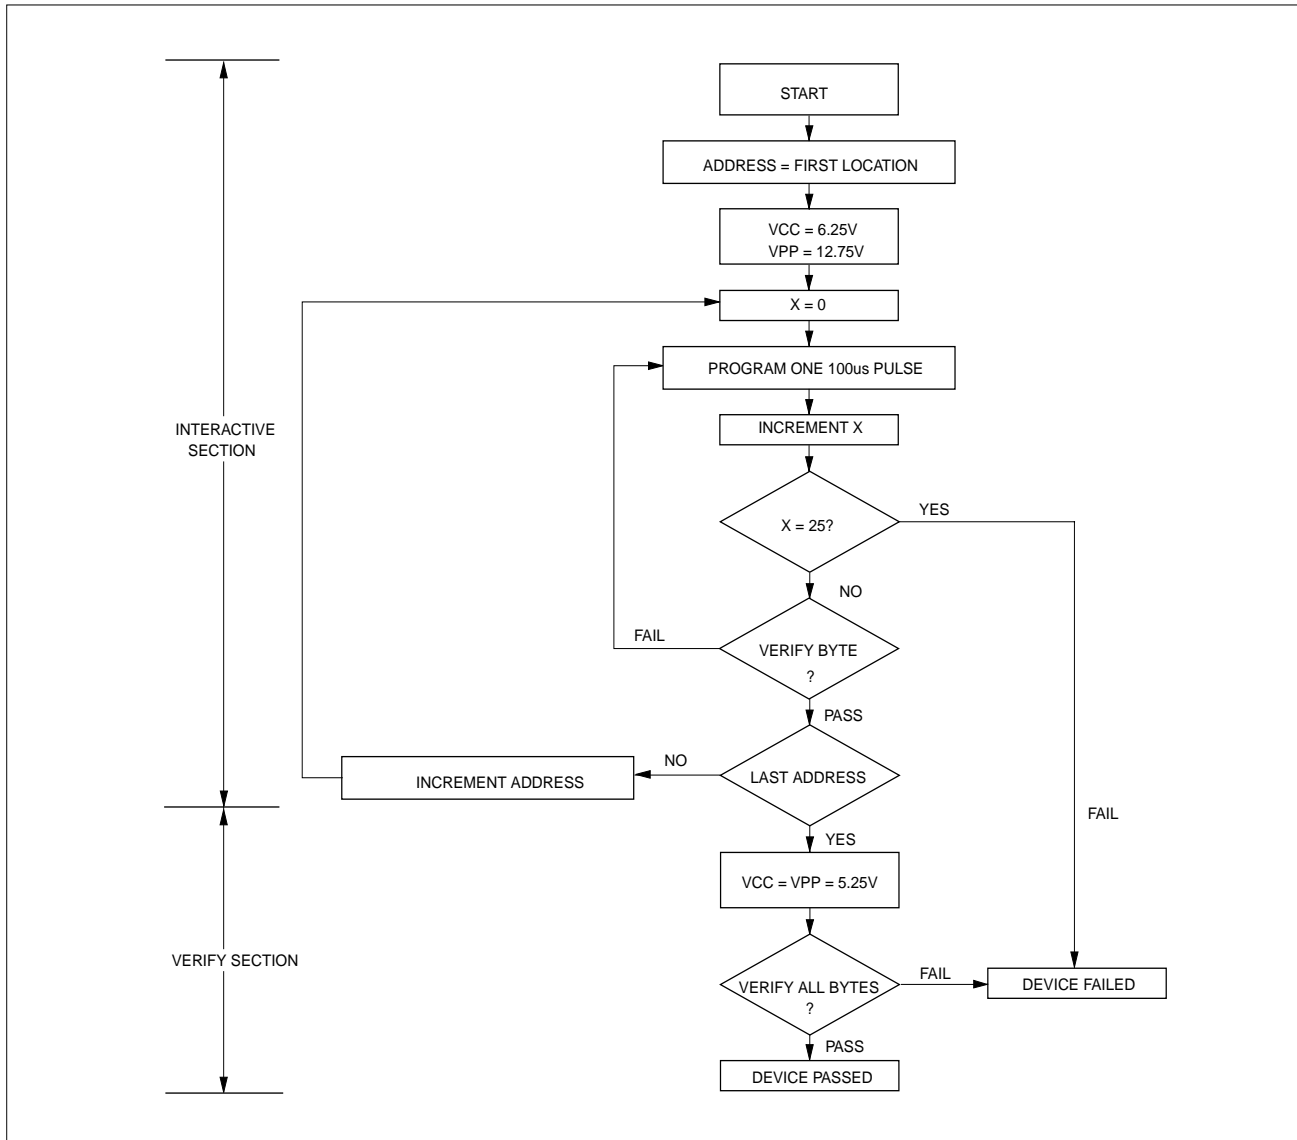 START
ADDRESS = FIRST LOCATION
VCC = 6.25V
VPP = 12.75V
X = 0
PROGRAM ONE 100us PULSE
INCREMENT X
INTERACTIVE
SECTION
X = 25?
YES
NO
FAIL
VERIFY BYTE
?
PASS
NO
INCREMENT ADDRESS
LAST ADDRESS
FAIL
YES
VCC = VPP = 5.25V
VERIFY SECTION
VERIFY ALL BYTES
?
FAIL
DEVICE FAILED
PASS
DEVICE PASSED